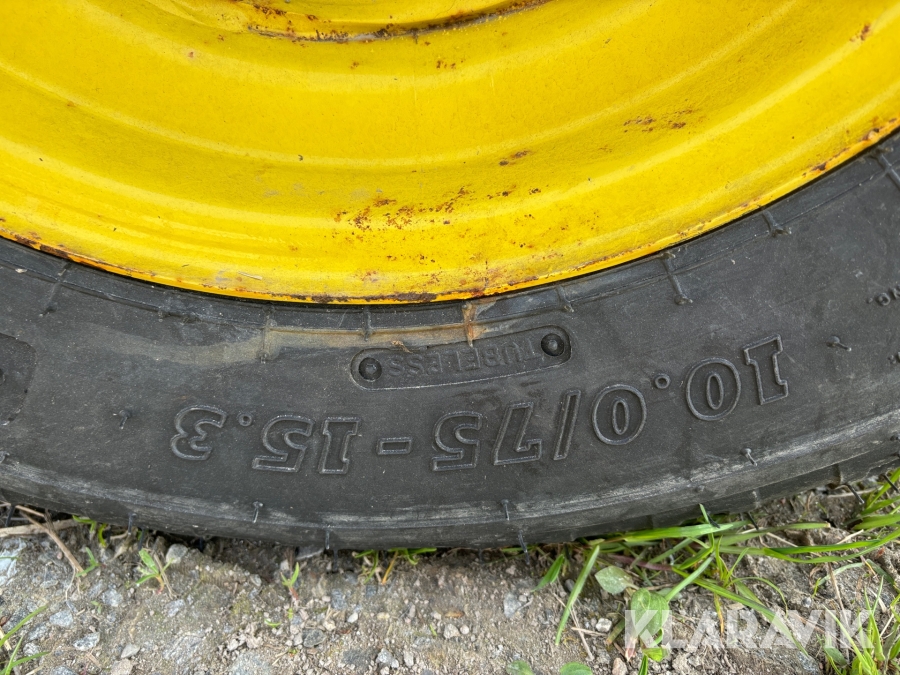 10.0/75-15.3
TUBELESS
KLARAVIK